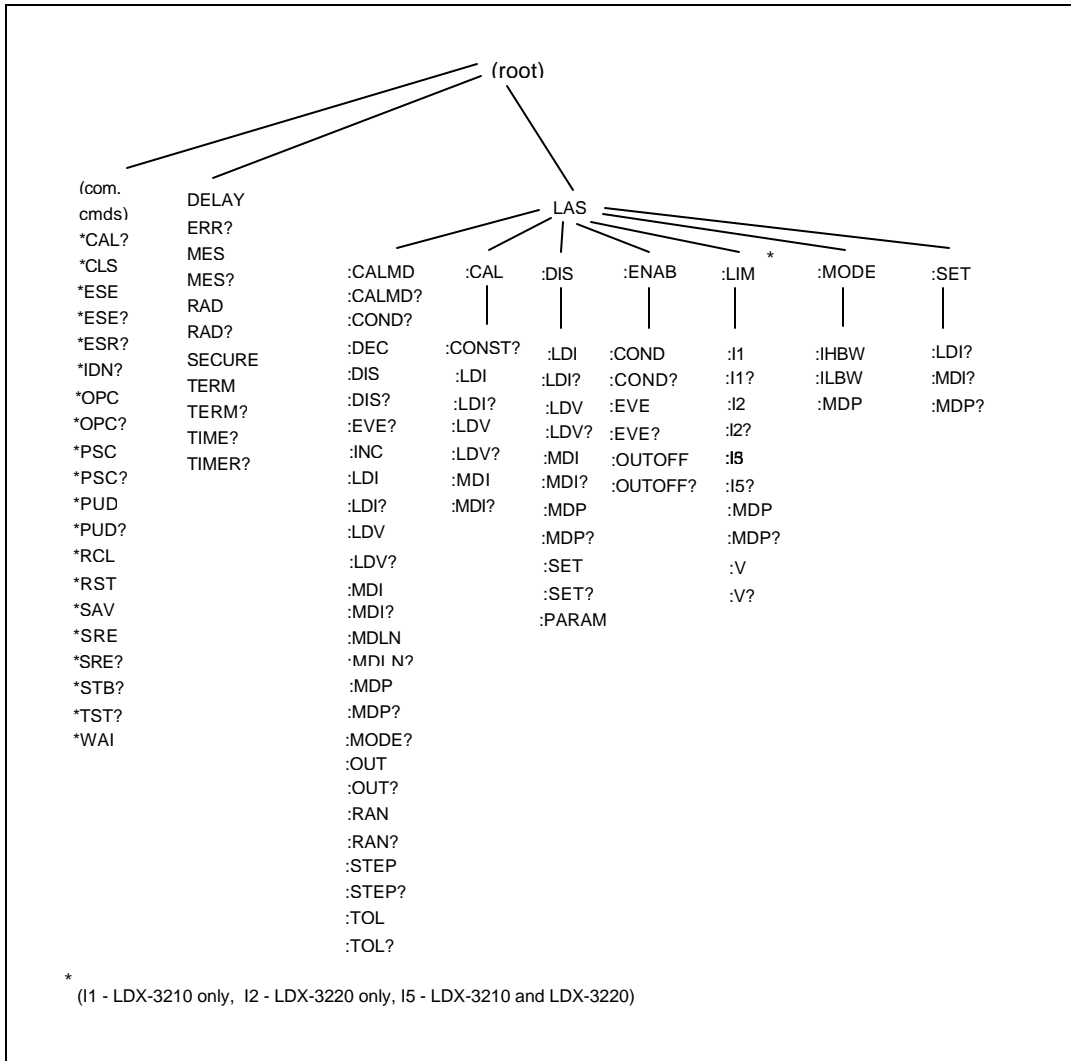 (root)
(com.
cmds)
*CAL?
*CLS
*ESE
*ESE?
*ESR?
*IDN?
*OPC
*OPC?
*PSC
*PSC?
*PUD
*PUD?
*RCL
*RST
*SAV
*SRE
*SRE?
*STB?
*TST?
*WAI
DELAY
ERR?
MES
MES?
RAD
RAD?
SECURE
TERM
TERM?
TIME?
TIMER?
LAS
:CALMD
:CALMD?
:COND?
:DEC
:DIS
:DIS?
:EVE?
:INC
:LDI
:LDI?
:LDV
:LDV?
:MDI
:MDI?
:MDLN
:MDLN?
:MDP
:MDP?
:MODE?
:OUT
:OUT?
:RAN
:RAN?
:STEP
:STEP?
:TOL
:TOL?
:CAL
:CONST?
:LDI
:LDI?
:LDV
:LDV?
:MDI
:MDI?
:DIS
:LDI
:LDI?
:LDV
:LDV?
:MDI
:MDI?
:MDP
:MDP?
:SET
:SET?
:PARAM
:ENAB
:COND
:COND?
:EVE
:EVE?
:OUTOFF
:OUTOFF?
*
:LIM
:I1
:I1?
:I2
:I2?
:I5?
:MDP
:MDP?
:V
:V?
:MODE
:IHBW
:ILBW
:MDP
:SET
:LDI?
:MDI?
:MDP?
*
(I1 - LDX-3210 only, I2 - LDX-3220 only, I5 - LDX-3210 and LDX-3220)